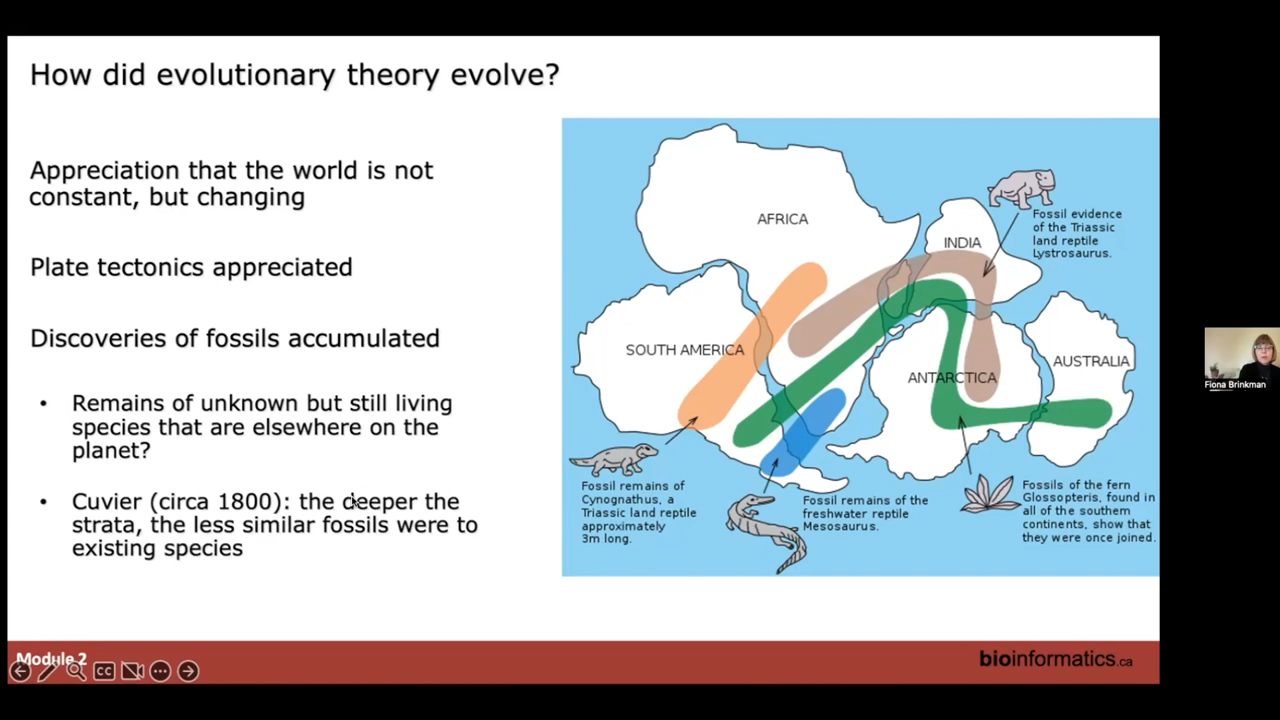 How did evolutionary theory evolve?
Appreciation that the world is not
constant, but changing
Plate tectonics appreciated
Discoveries of fossils accumulated
• Remains of unknown but still living
species that are elsewhere on the
planet?
• Cuvier (circa 1800): the deeper the
strata, the less similar fossils were to
existing species
AFRICA
INDIA
SOUTH AMERICA
ANTARCTICA
AUSTRALIA
Fossil evidence
of the Triassic
land reptile
Lystrosaurus.
Fossil remains of
Cynognathus, a
Triassic land reptile
approximately
3m long.
Fossil remains of the
freshwater reptile
Mesosaurus.
Fossils of the fern
Glossopteris, found in
all of the southern
continents, show that
they were once joined.
Fiona Brinkman
Module 2
CC
bioinformatics.ca